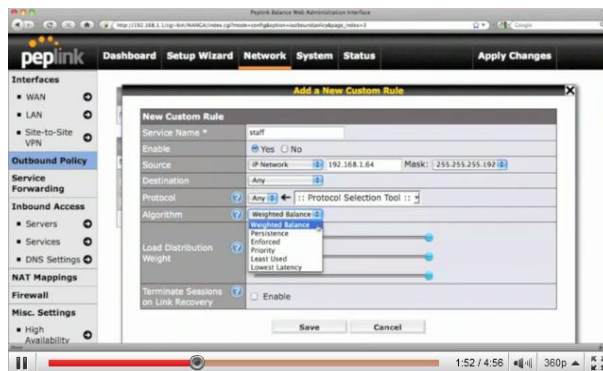 Peplink Balance Web Administration Interface
http://192.168.1.1/cgi-bin/MANGA/index.cgi?mode=config&option=outboundpolicy&page_index=3
Google
peplink
Dashboard Setup Wizard Network System Status Apply Changes
Interfaces
WAN
LAN
Site-to-Site VPN
Outbound Policy
Service Forwarding
Inbound Access
Servers
Services
DNS Settings
NAT Mappings
Firewall
Misc. Settings
High Availability
Add a New Custom Rule X
New Custom Rule
Service Name * staff
Enable Yes No
Source IP Network 192.168.1.64 Mask: 255.255.255.192
Destination Any
Protocol ? Any :: Protocol Selection Tool ::
Algorithm ? Weighted Balance
Weighted Balance
Persistence
Enforced
Priority
Least Used
Lowest Latency
Load Distribution Weight ?
Terminate Sessions on Link Recovery ? Enable
Save Cancel
1:52 / 4:56 360p